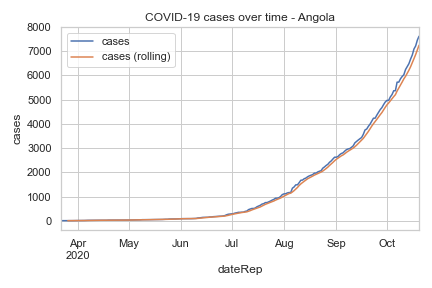 COVID-19 cases over time - Angola
cases
cases (rolling)
8000
7000
6000
5000
4000
3000
2000
1000
0
cases
Apr
2020
May
Jun
Jul
Aug
Sep
Oct
dateRep